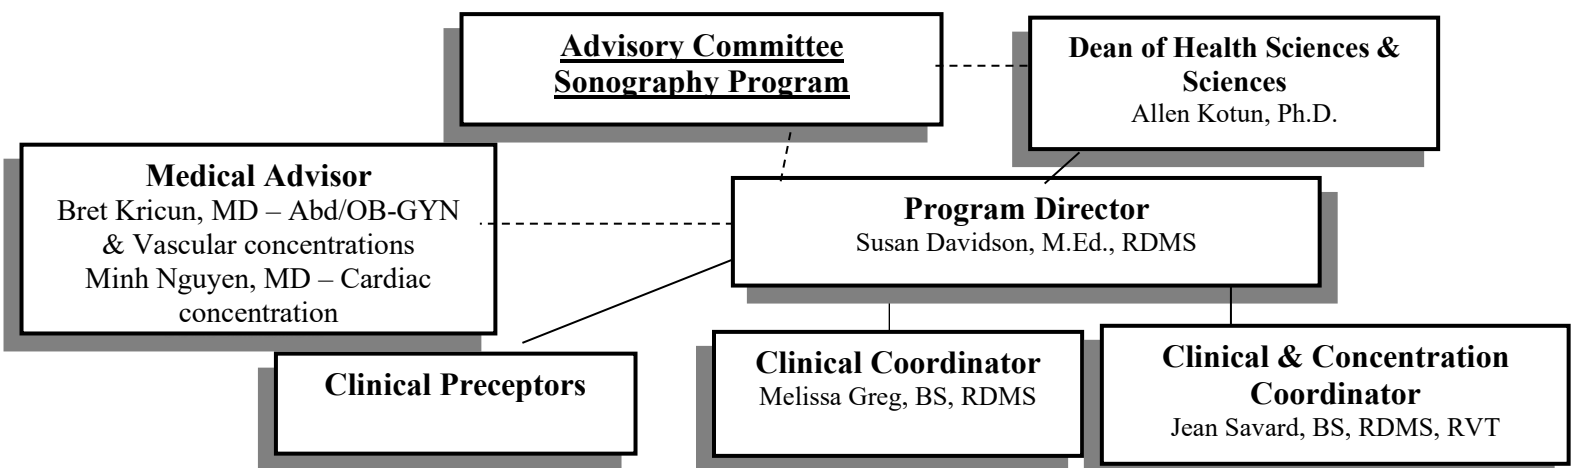 Advisory Committee
Sonography Program
Dean of Health Sciences &
Sciences
Allen Kotun, Ph.D.
Medical Advisor
Bret Kricun, MD – Abd/OB-GYN
& Vascular concentrations
Minh Nguyen, MD – Cardiac
concentration
Program Director
Susan Davidson, M.Ed., RDMS
Clinical Preceptors
Clinical Coordinator
Melissa Greg, BS, RDMS
Clinical & Concentration
Coordinator
Jean Savard, BS, RDMS, RVT